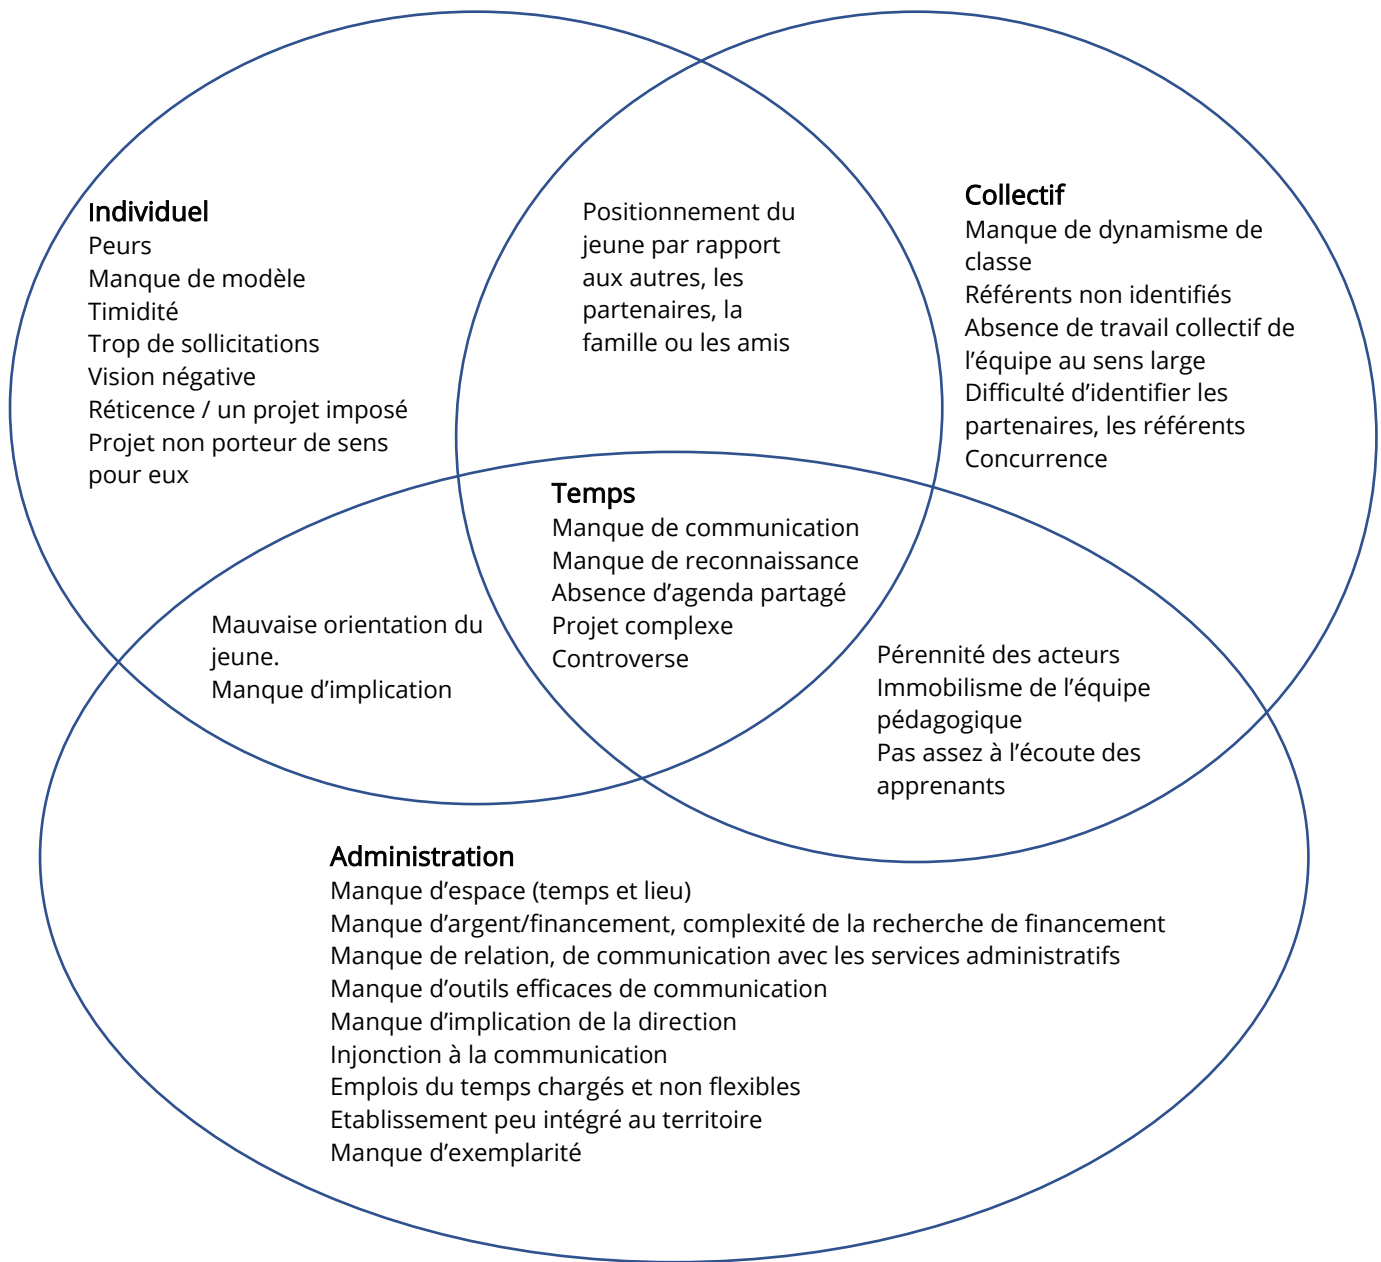 Individuel
Peurs
Manque de modèle
Timidité
Trop de sollicitations
Vision négative
Réticence / un projet imposé
Projet non porteur de sens
pour eux
Positionnement du
jeune par rapport
aux autres, les
partenaires, la
famille ou les amis
Collectif
Manque de dynamisme de
classe
Référents non identifiés
Absence de travail collectif de
l’équipe au sens large
Difficulté d’identifier les
partenaires, les référents
Concurrence
Temps
Manque de communication
Manque de reconnaissance
Absence d’agenda partagé
Projet complexe
Controverse
Mauvaise orientation du
jeune.
Manque d’implication
Pérennité des acteurs
Immobilisme de l’équipe
pédagogique
Pas assez à l’écoute des
apprenants
Administration
Manque d’espace (temps et lieu)
Manque d’argent/financement, complexité de la recherche de financement
Manque de relation, de communication avec les services administratifs
Manque d’outils efficaces de communication
Manque d’implication de la direction
Injonction à la communication
Emplois du temps chargés et non flexibles
Etablissement peu intégré au territoire
Manque d’exemplarité